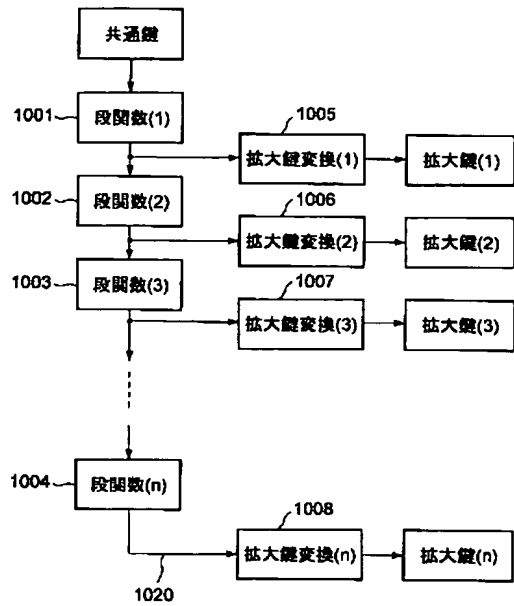 共通鍵
1001
段関数(1)
1005
拡大鍵変換(1)
拡大鍵(1)
1002
段関数(2)
1006
拡大鍵変換(2)
拡大鍵(2)
1003
段関数(3)
1007
拡大鍵変換(3)
拡大鍵(3)
1004
段関数(n)
1008
拡大鍵変換(n)
拡大鍵(n)
1020